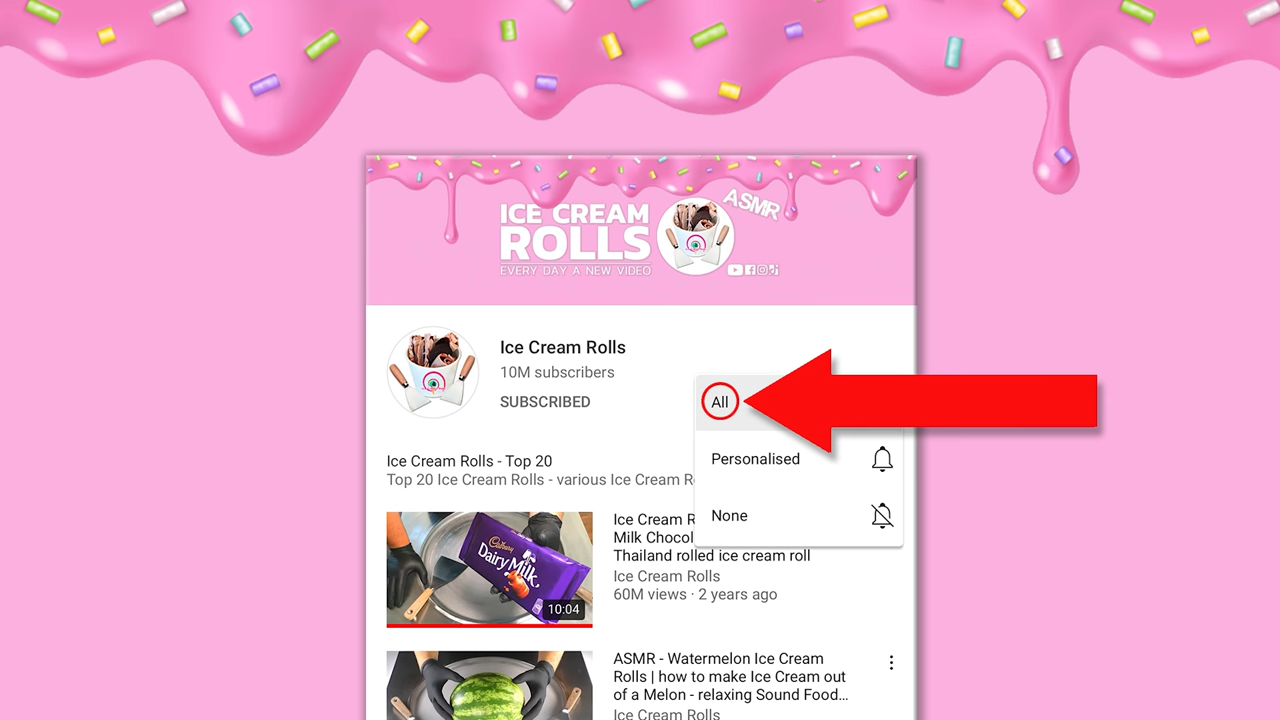 ICE CREAM
ROLLS
EVERY DAY A NEW VIDEO
ASMR
Ice Cream Rolls
10M subscribers
SUBSCRIBED
All
Personalised
None
Ice Cream Rolls - Top 20
Top 20 Ice Cream Rolls - various Ice Cream R
Cadbury
Dairy Milk
10:04
Ice Cream R
Milk Chocol
Thailand rolled ice cream roll
Ice Cream Rolls
60M views · 2 years ago
ASMR - Watermelon Ice Cream
Rolls | how to make Ice Cream out
of a Melon - relaxing Sound Food...
Ice Cream Rolls